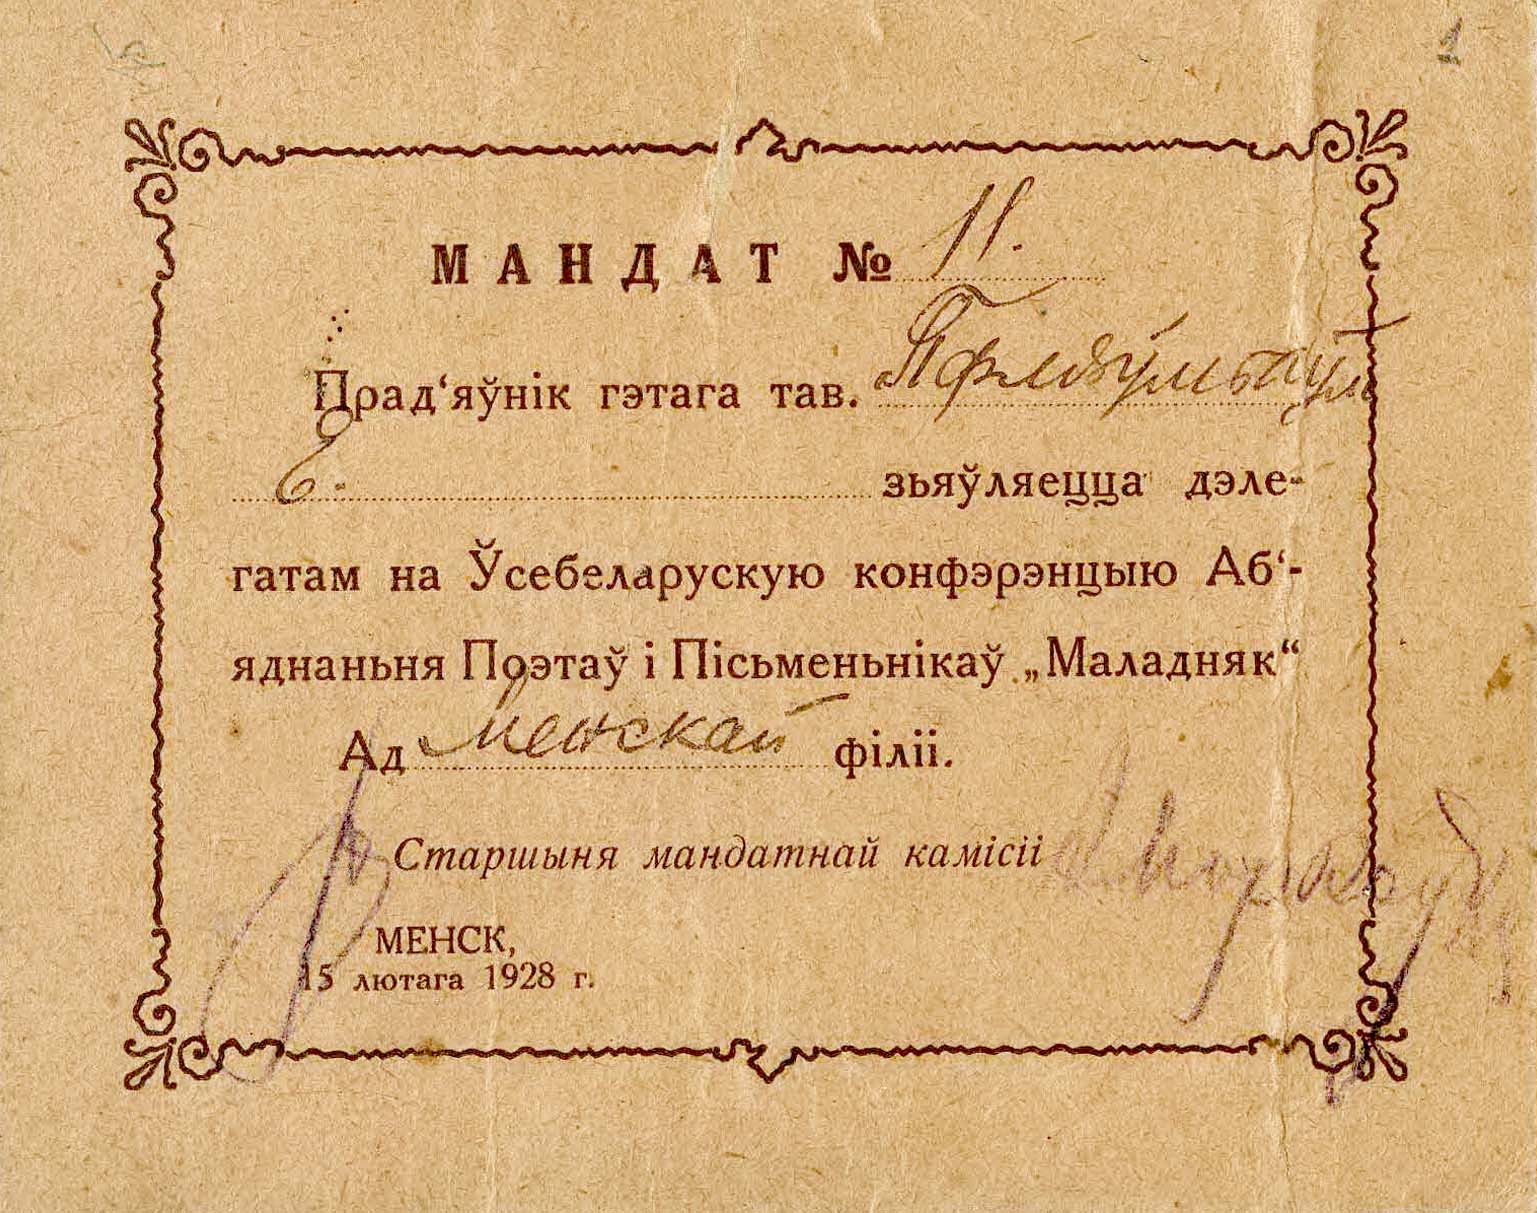 1
МАНДАТ № 11.
Прад‘яўнік гэтага тав.
Е. зьяўляецца дэле-
гатам на Ўсебеларускую конфэрэнцыю Аб‘-
яднаньня Поэтаў і Пісьменьнікаў „Маладняк“
Ад Менскай філіі.
Старшыня мандатнай камісіі
МЕНСК,
15 лютага 1928 г.